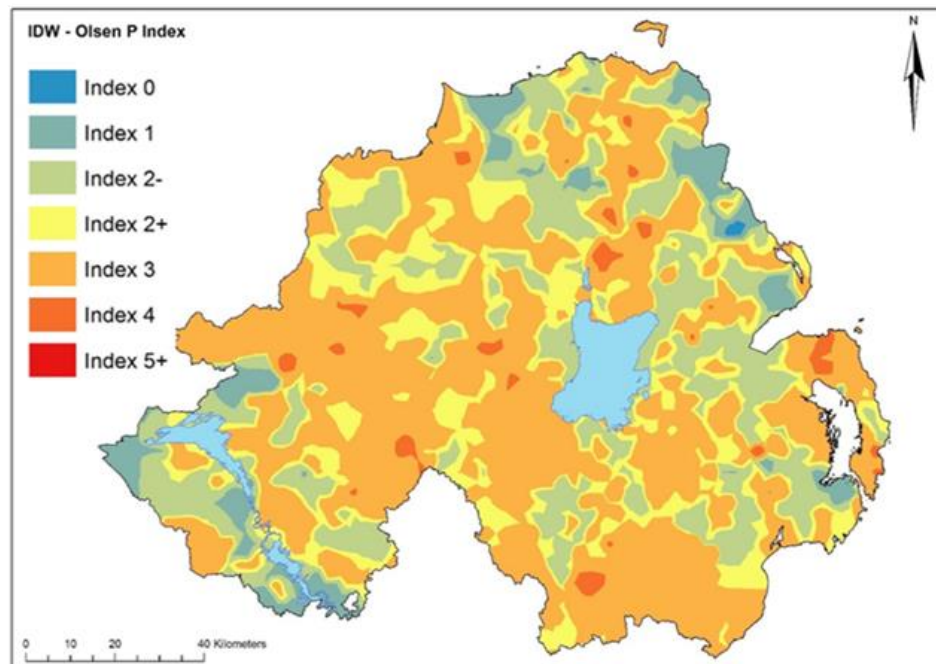 IDW - Olsen P Index
N
Index 0
Index 1
Index 2-
Index 2+
Index 3
Index 4
Index 5+
0 10 20 40 Kilometers